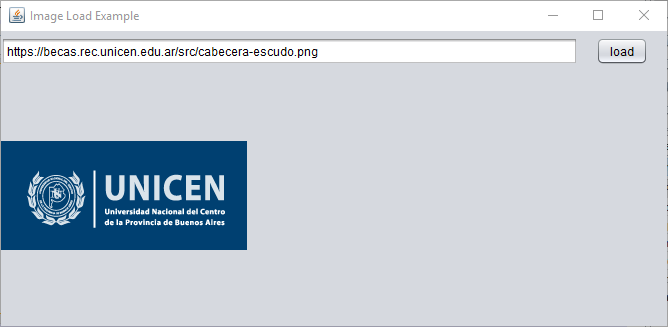 Image Load Example
https://becas.rec.unicen.edu.ar/src/cabecera-escudo.png
load
UNICEN
Universidad Nacional del Centro
de la Provincia de Buenos Aires